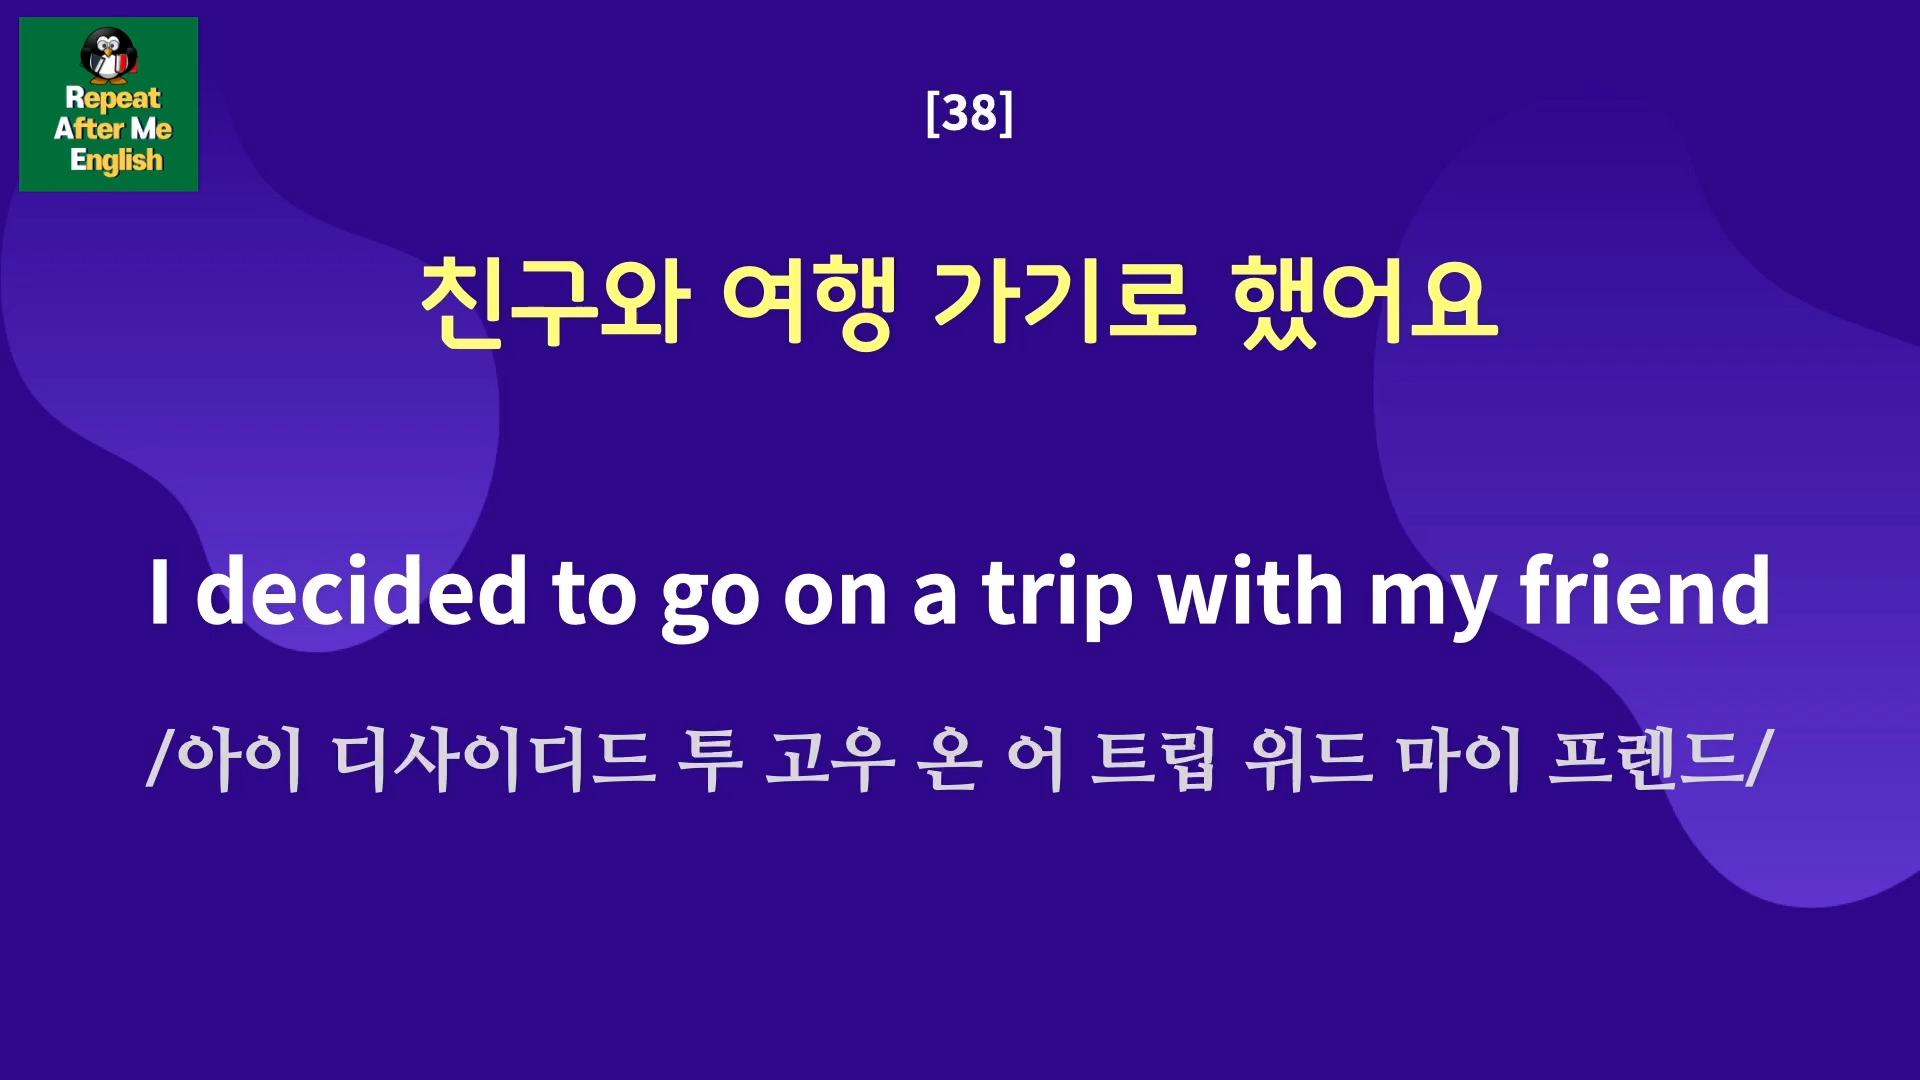 Repeat
After Me
English
[38]
친구와 여행 가기로 했어요
I decided to go on a trip with my friend
/아이 디사이디드 투 고우 온 어 트립 위드 마이 프렌드/